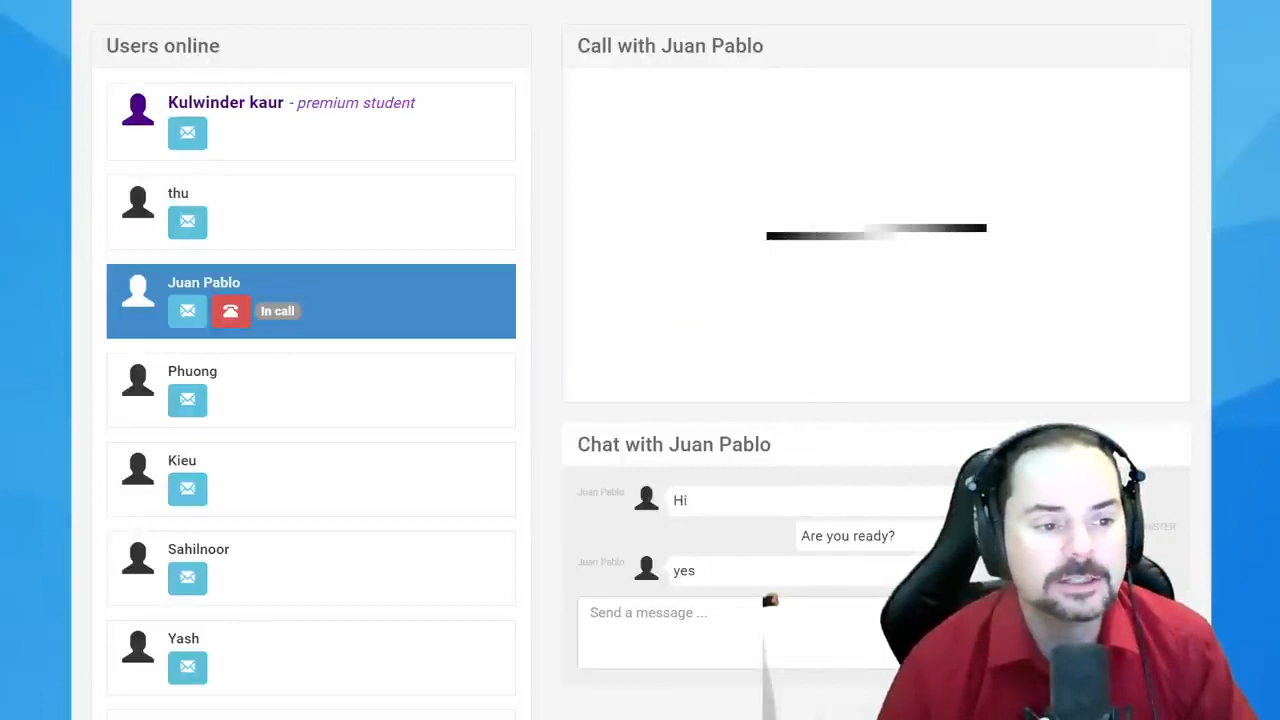 Users online
Kulwinder kaur - premium student
thu
Juan Pablo
In call
Phuong
Kieu
Sahilnoor
Yash
Call with Juan Pablo
Chat with Juan Pablo
Juan Pablo
Hi
Are you ready?
Juan Pablo
yes
Send a message ...